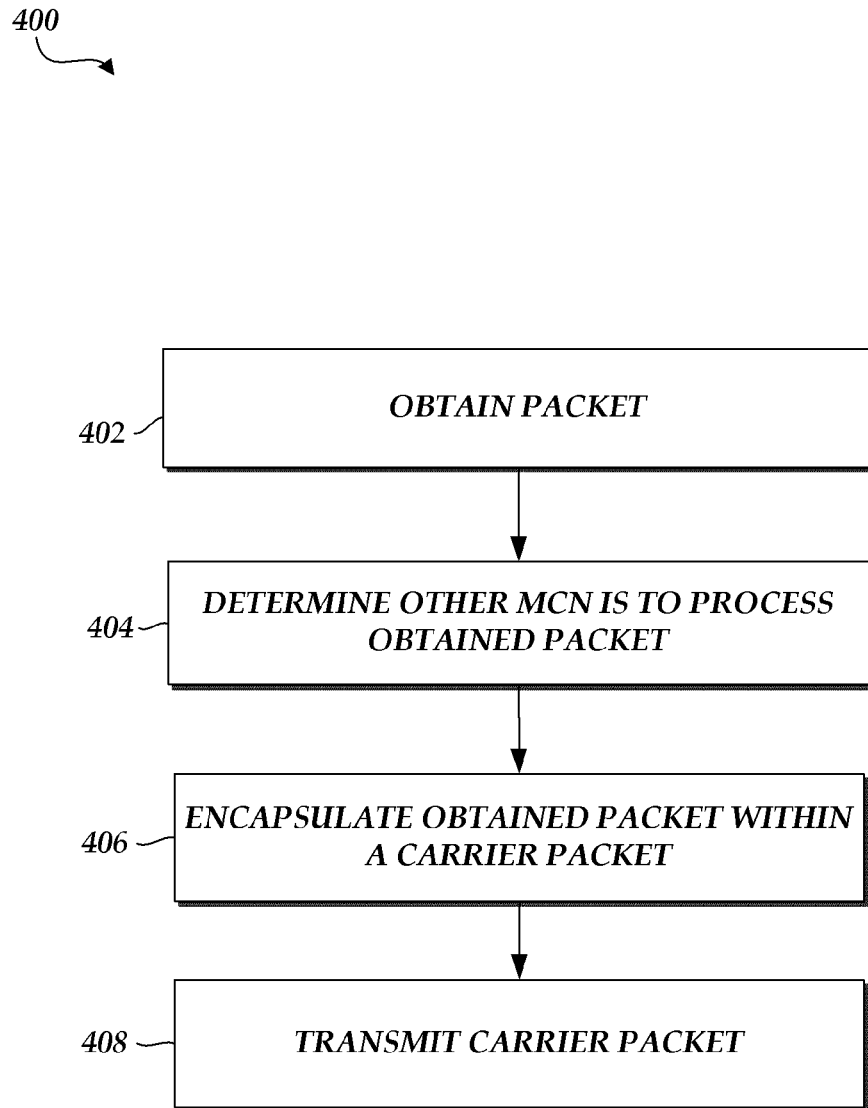 400
OBTAIN PACKET
402
DETERMINE OTHER MCN IS TO PROCESS
OBTAINED PACKET
404
ENCAPSULATE OBTAINED PACKET WITHIN
A CARRIER PACKET
406
TRANSMIT CARRIER PACKET
408